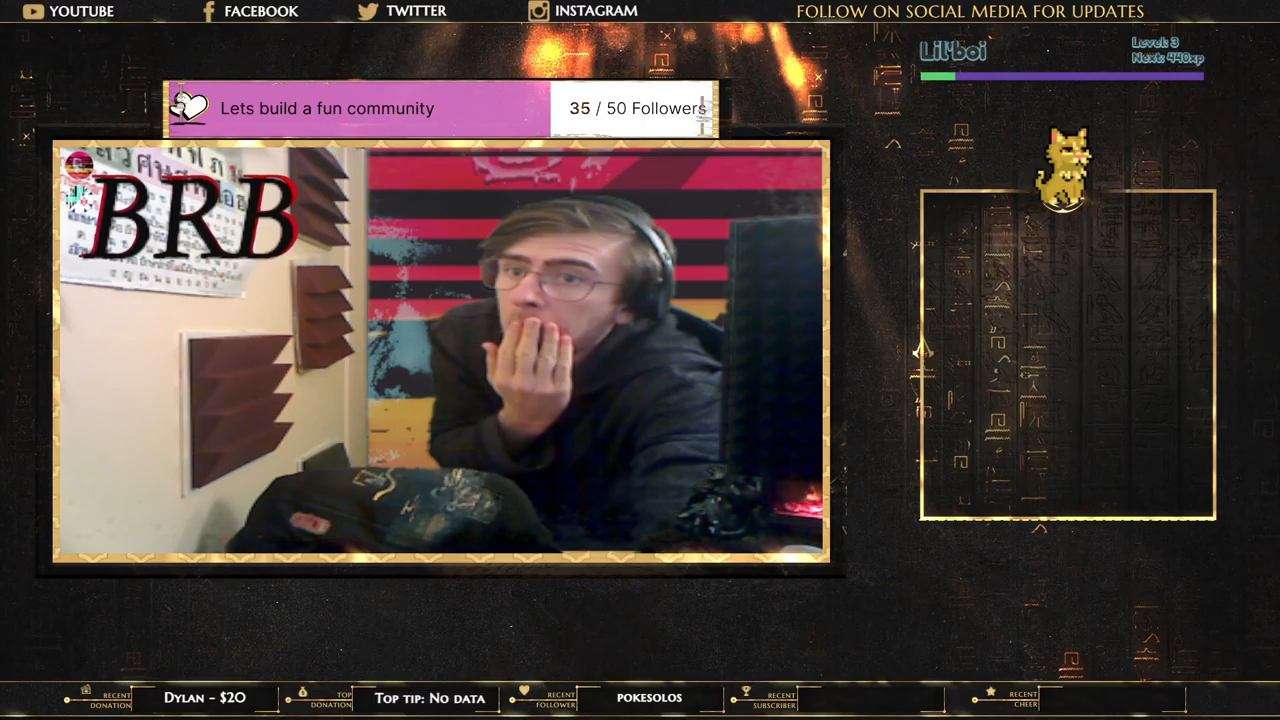 YOUTUBE
FACEBOOK
TWITTER
INSTAGRAM
FOLLOW ON SOCIAL MEDIA FOR UPDATES
Lil'boi
Level: 3
Next: 440xp
Lets build a fun community
35 / 50 Followers
BRB
RECENT
DONATION
DYLAN - $20
TOP
DONATION
TOP TIP: NO DATA
RECENT
FOLLOWER
POKESOLOS
RECENT
SUBSCRIBER
RECENT
CHEER